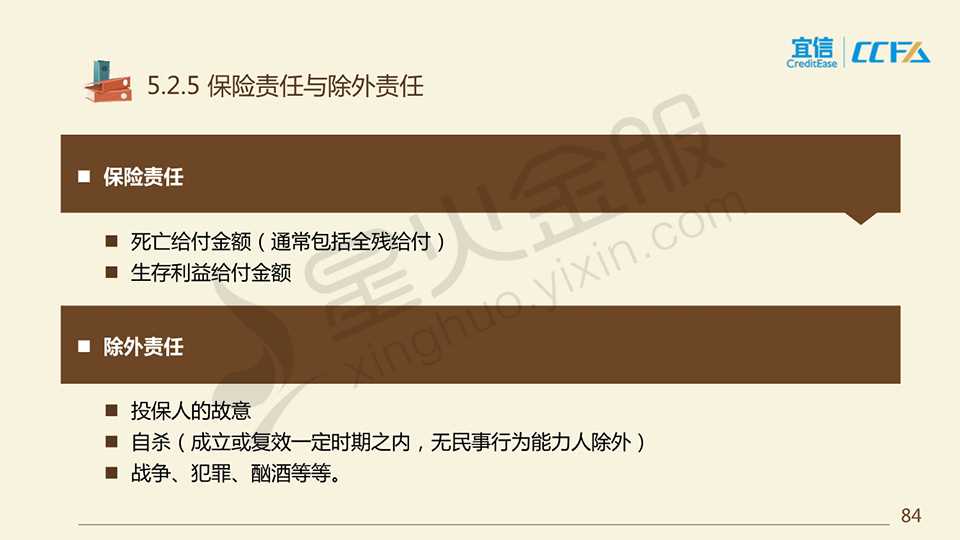 宜信
CreditEase
CCFA
5.2.5 保险责任与除外责任
保险责任
死亡给付金额（通常包括全残给付）
生存利益给付金额
除外责任
投保人的故意
自杀（成立或复效一定时期之内，无民事行为能力人除外）
战争、犯罪、酗酒等等。
星火金服
xinghuo.yixin.com
84